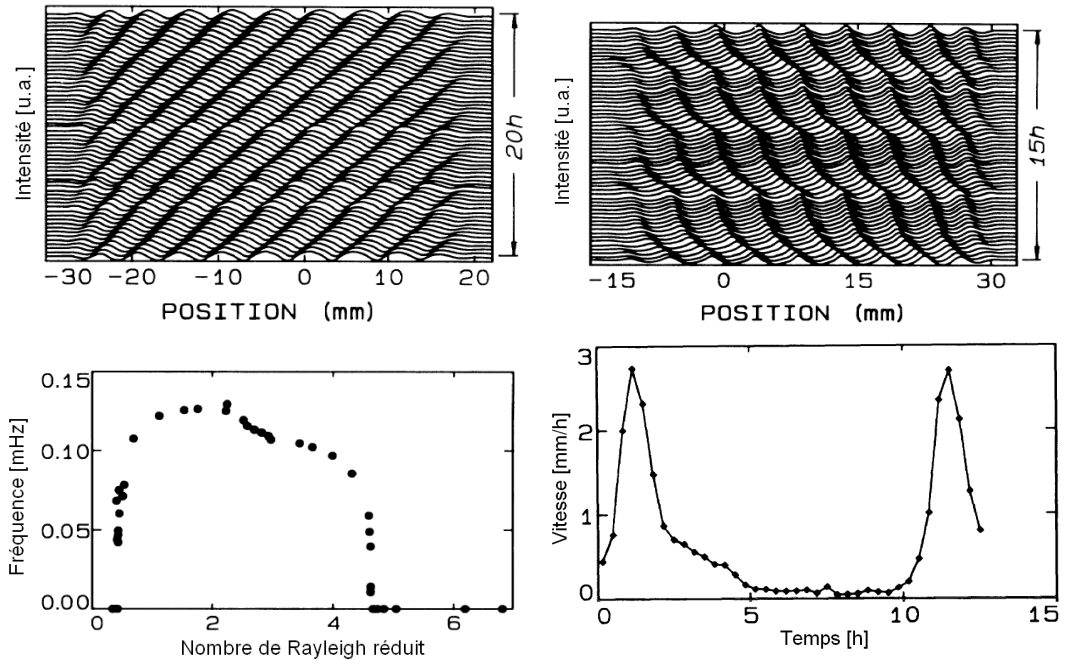 Intensité [u.a.]
20h
-30 -20 -10 0 10 20
POSITION (mm)
Intensité [u.a.]
15h
-15 0 15 30
POSITION (mm)
Fréquence [mHz]
0.15
0.10
0.05
0.00
0 2 4 6
Nombre de Rayleigh réduit
Vitesse [mm/h]
3
2
1
0
0 5 10 15
Temps [h]